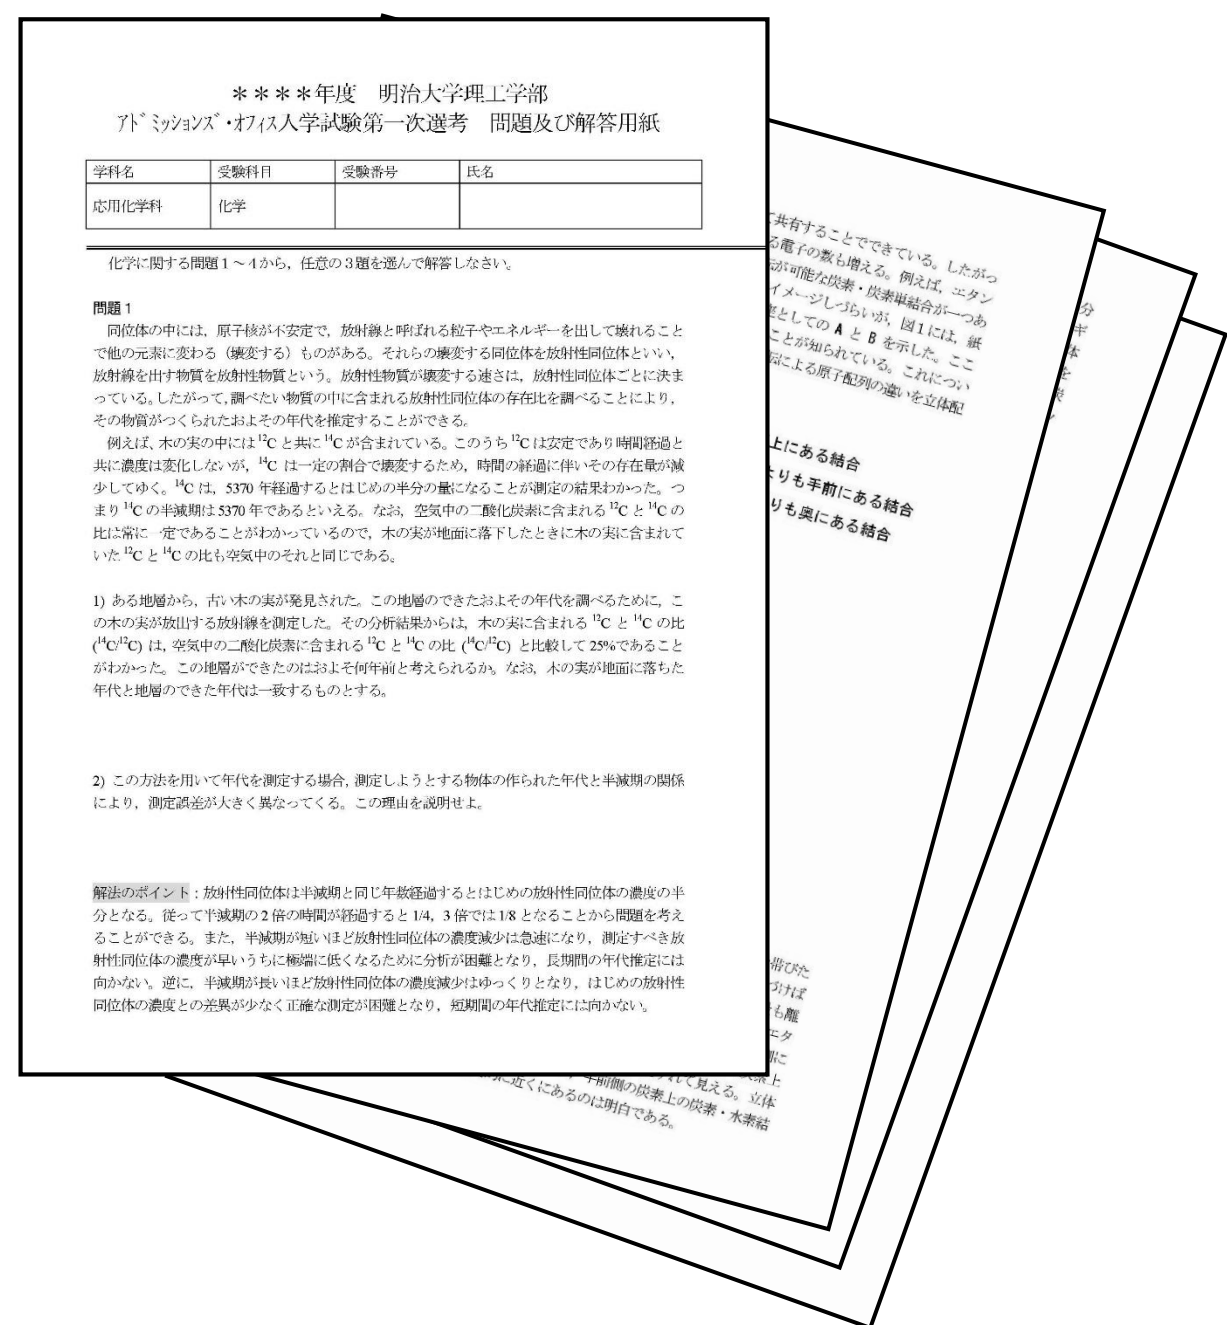 ＊＊＊＊年度　明治大学理工学部
ｱﾄﾞﾐｯｼｮﾝｽﾞ・ｵﾌｨｽ入学試験第一次選考　問題及び解答用紙
学科名 受験科目 受験番号 氏名
応用化学科 化学
化学に関する問題１～４から，任意の３題を選んで解答しなさい。
問題１
同位体の中には，原子核が不安定で，放射線と呼ばれる粒子やエネルギーを出して壊れること
で他の元素に変わる（壊変する）ものがある。それらの壊変する同位体を放射性同位体といい，
放射線を出す物質を放射性物質という。放射性物質が壊変する速さは，放射性同位体ごとに決ま
っている。したがって，調べたい物質の中に含まれる放射性同位体の存在比を調べることにより，
その物質がつくられたおよその年代を推定することができる。
例えば、木の実の中には¹²Cと共に¹⁴Cが含まれている。このうち¹²Cは安定であり時間経過と
共に濃度は変化しないが，¹⁴C は一定の割合で壊変するため，時間の経過に伴いその存在量が減
少してゆく。¹⁴Cは，5370 年経過するとはじめの半分の量になることが測定の結果わかった。つ
まり¹⁴Cの半減期は5370年であるといえる。なお，空気中の二酸化炭素に含まれる¹²Cと¹⁴Cの
比は常に一定であることがわかっているので，木の実が地面に落下したときに木の実に含まれて
いた¹²Cと¹⁴Cの比も空気中のそれと同じである。
1) ある地層から，古い木の実が発見された。この地層のできたおよその年代を調べるために，こ
の木の実が放出する放射線を測定した。その分析結果からは，木の実に含まれる ¹²C と ¹⁴C の比
(¹⁴C/¹²C) は，空気中の二酸化炭素に含まれる¹²C と ¹⁴C の比 (¹⁴C/¹²C) と比較して25%であること
がわかった。この地層ができたのはおよそ何年前と考えられるか。なお，木の実が地面に落ちた
年代と地層のできた年代は一致するものとする。
2) この方法を用いて年代を測定する場合，測定しようとする物体の作られた年代と半減期の関係
により，測定誤差が大きく異なってくる。この理由を説明せよ。
解法のポイント：放射性同位体は半減期と同じ年数経過するとはじめの放射性同位体の濃度の半
分となる。従って半減期の2倍の時間が経過すると1/4，3倍では1/8となることから問題を考え
ることができる。また，半減期が短いほど放射性同位体の濃度減少は急速になり，測定すべき放
射性同位体の濃度が早いうちに極端に低くなるために分析が困難となり，長期間の年代推定には
向かない。逆に，半減期が長いほど放射性同位体の濃度減少はゆっくりとなり，はじめの放射性
同位体の濃度との差異が少なく正確な測定が困難となり，短期間の年代推定には向かない。
て共有することでできている。したがっ
る電子の数も増える。例えば，エタン
転が可能な炭素・炭素単結合が一つあ
イメージしづらいが，図１には，紙
座としての A と B を示した。ここ
ことが知られている。これについ
転による原子配列の違いを立体配
上にある結合
よりも手前にある結合
りも奥にある結合
帯びた
づけば
も離
エタ
側に
素上
れて見える。立体
手前側の炭素上の炭素・水素結
に近くにあるのは明白である。
分
ギ
体
を
炭